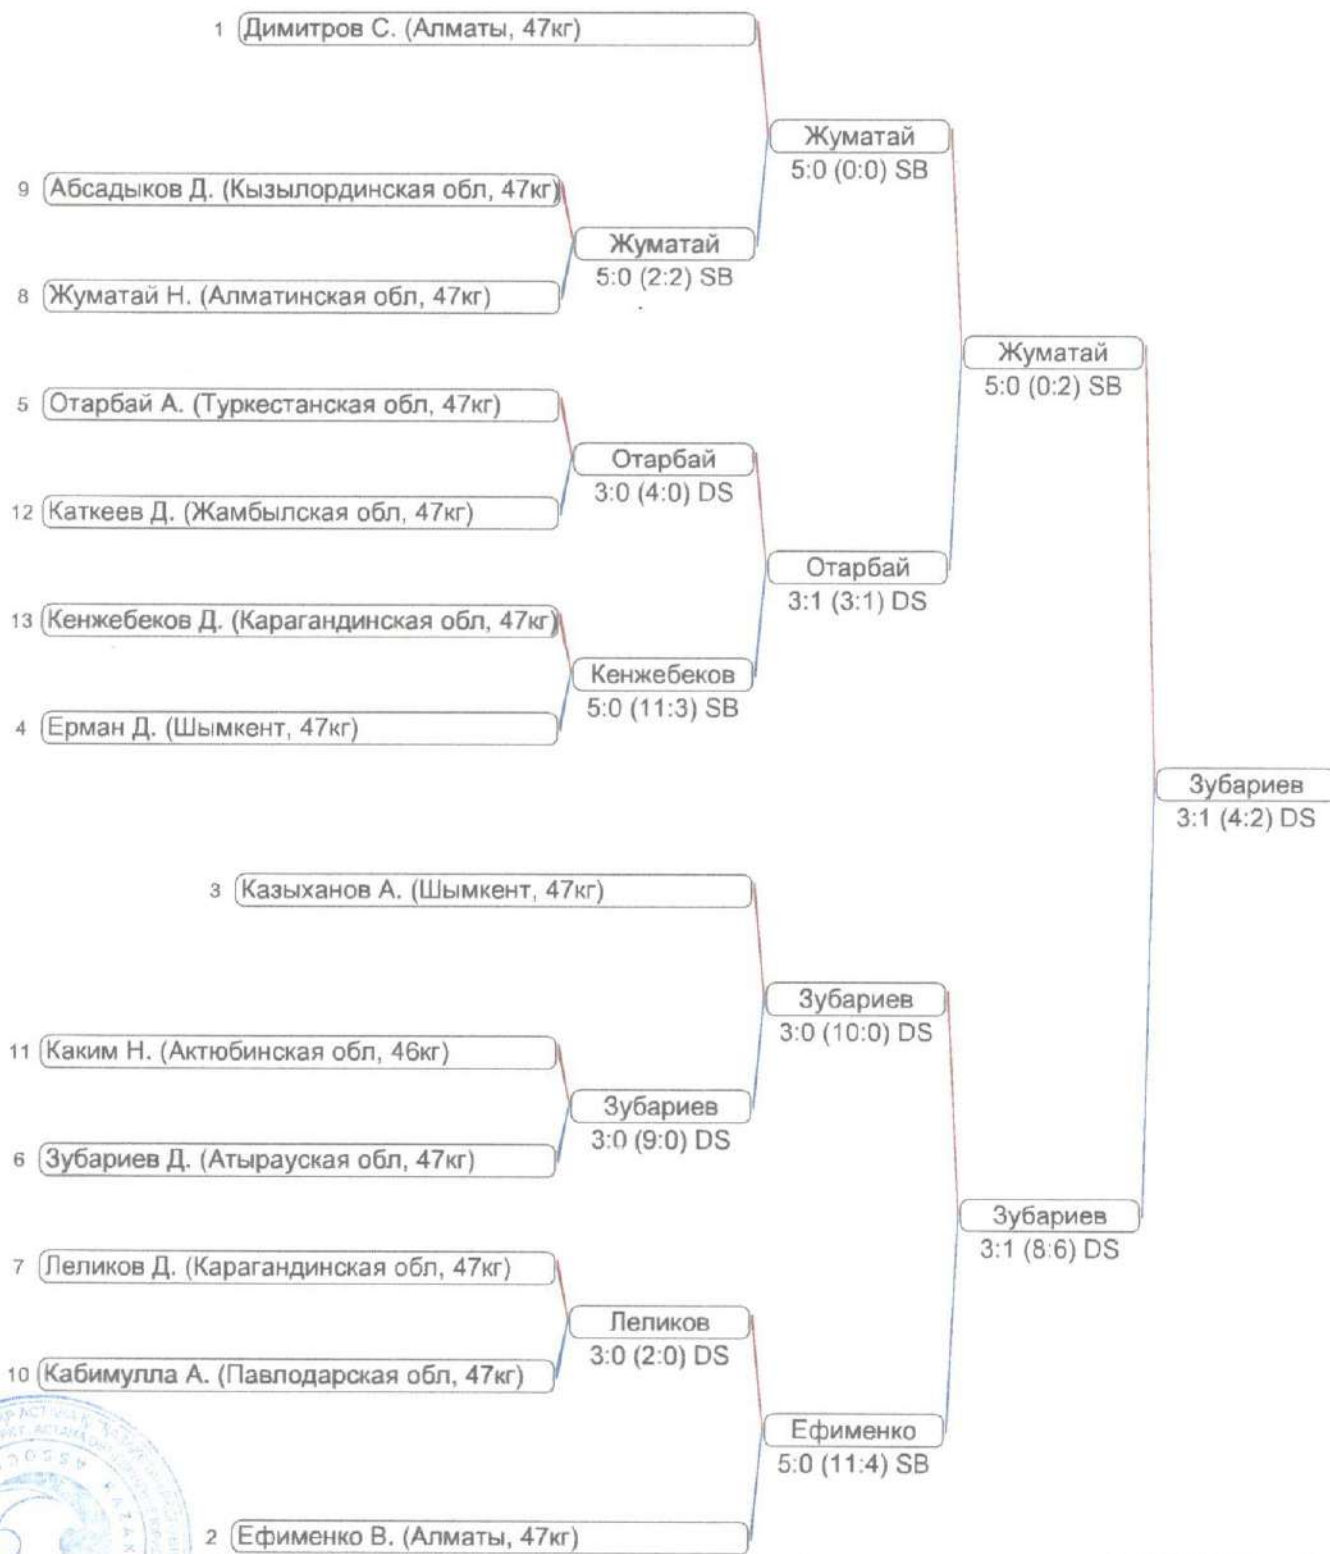 1 Димитров С. (Алматы, 47кг)
Жуматай
5:0 (0:0) SB
9 Абсадыков Д. (Кызылординская обл, 47кг)
Жуматай
5:0 (2:2) SB
8 Жуматай Н. (Алматинская обл, 47кг)
Жуматай
5:0 (0:2) SB
5 Отарбай А. (Туркестанская обл, 47кг)
Отарбай
3:0 (4:0) DS
12 Каткеев Д. (Жамбылская обл, 47кг)
Отарбай
3:1 (3:1) DS
13 Кенжебеков Д. (Карагандинская обл, 47кг)
Кенжебеков
5:0 (11:3) SB
4 Ерман Д. (Шымкент, 47кг)
Зубариев
3:1 (4:2) DS
3 Казыханов А. (Шымкент, 47кг)
Зубариев
3:0 (10:0) DS
11 Каким Н. (Актюбинская обл, 46кг)
Зубариев
3:0 (9:0) DS
6 Зубариев Д. (Атырауская обл, 47кг)
Зубариев
3:1 (8:6) DS
7 Леликов Д. (Карагандинская обл, 47кг)
Леликов
3:0 (2:0) DS
10 Кабимулла А. (Павлодарская обл, 47кг)
Ефименко
5:0 (11:4) SB
2 Ефименко В. (Алматы, 47кг)